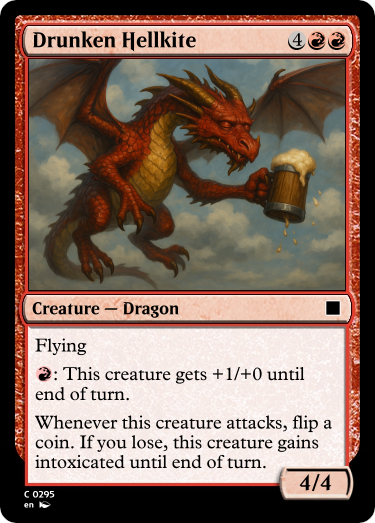 Drunken Hellkite 4
Creature — Dragon
Flying
: This creature gets +1/+0 until
end of turn.
Whenever this creature attacks, flip a
coin. If you lose, this creature gains
intoxicated until end of turn.
4/4
C 0295
en